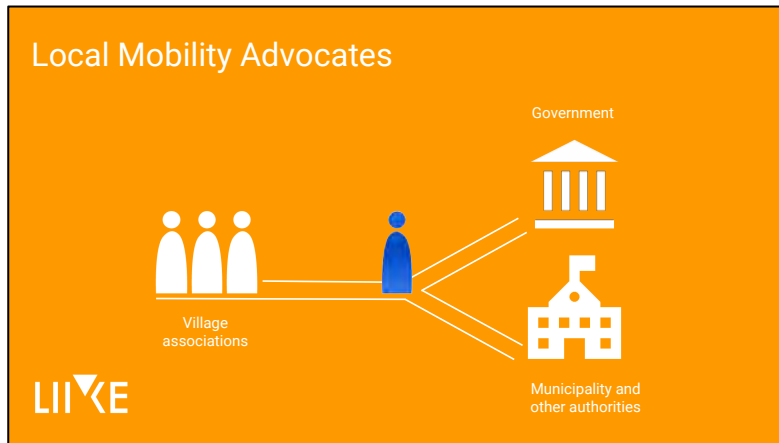 Local Mobility Advocates
Government
Village
associations
Municipality and
other authorities
LIIKE